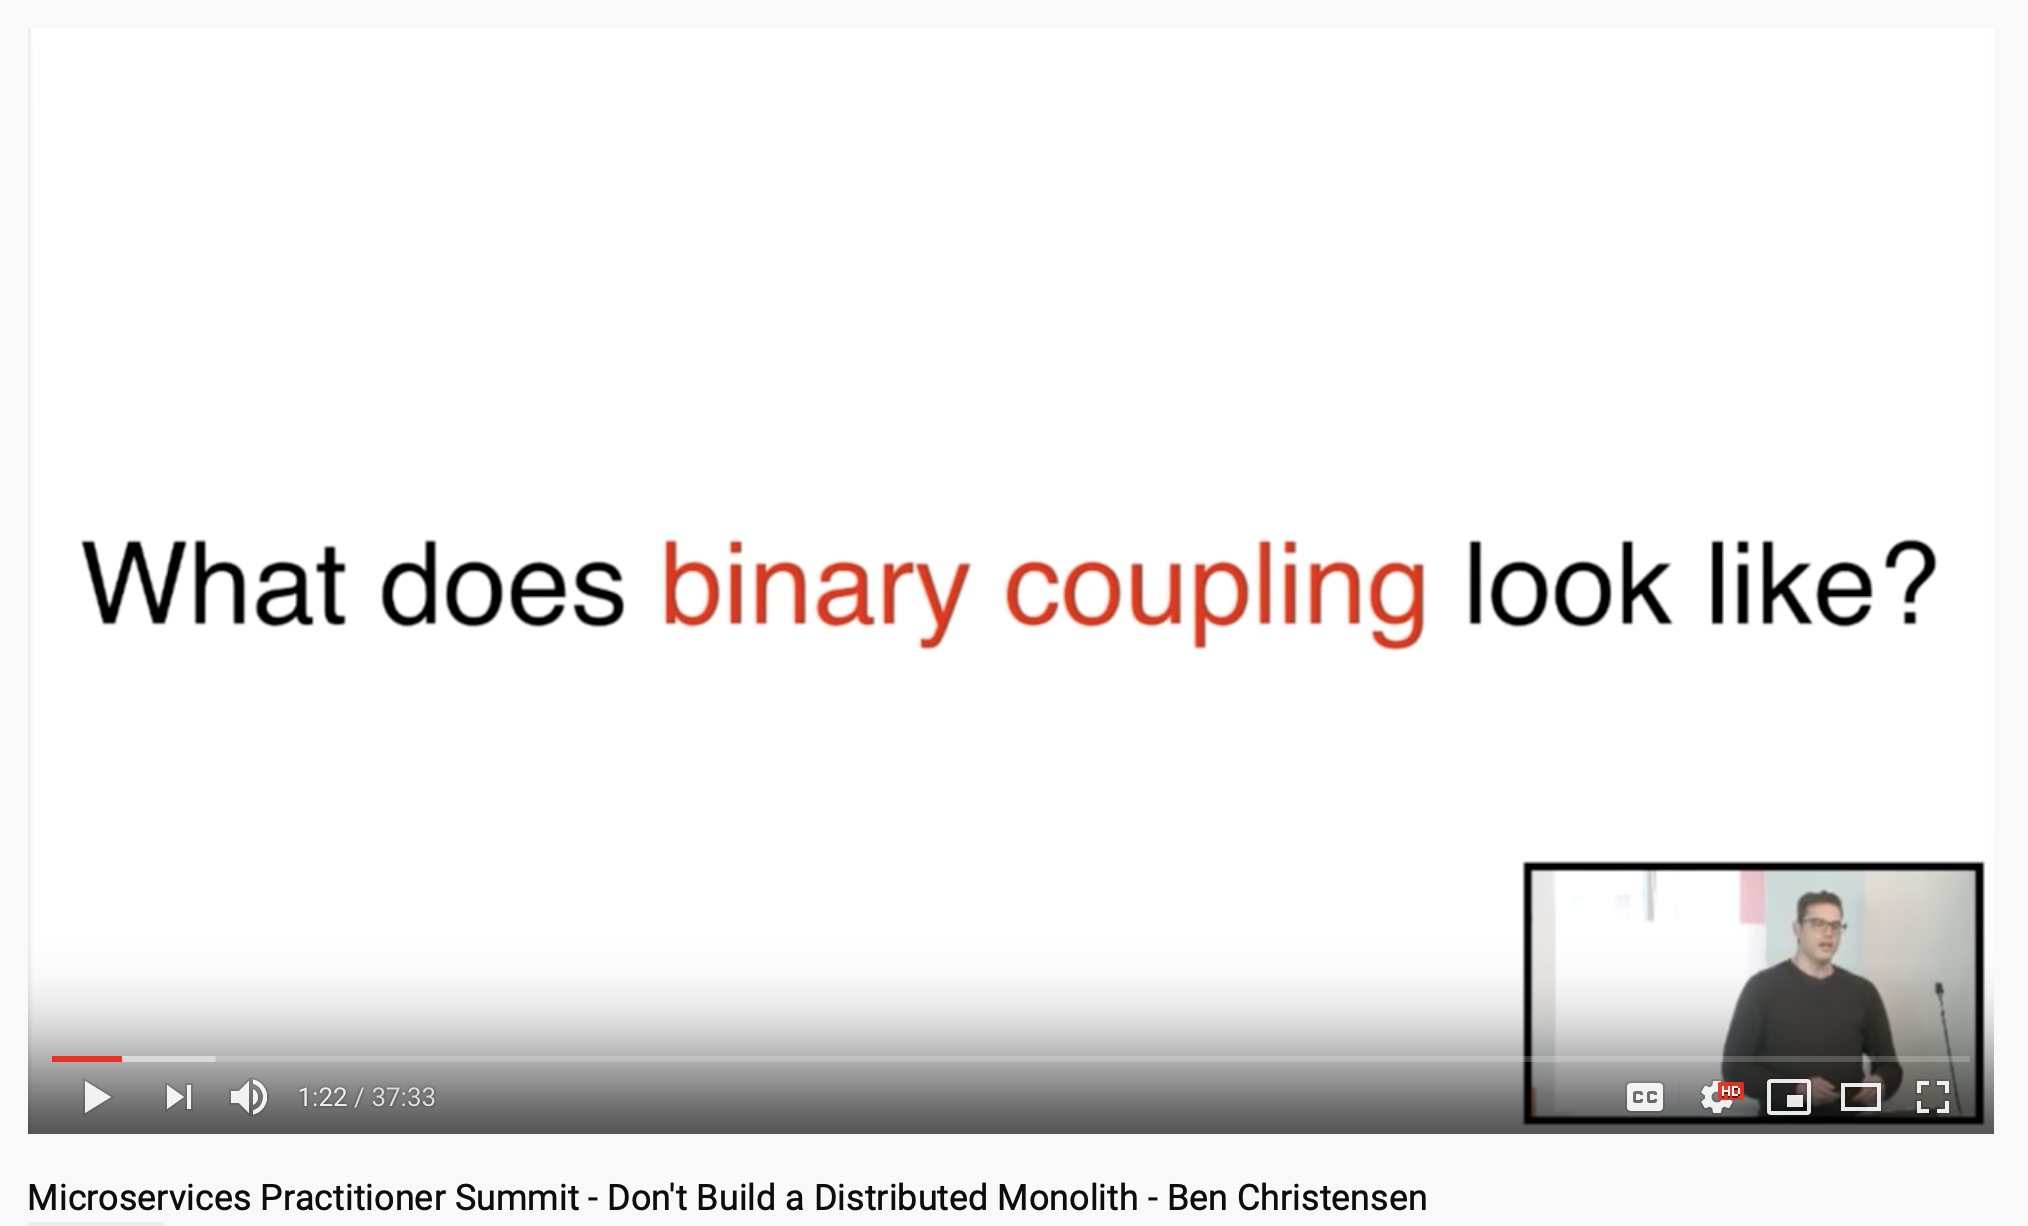 What does binary coupling look like?
1:22 / 37:33
CC
HD
Microservices Practitioner Summit - Don't Build a Distributed Monolith - Ben Christensen